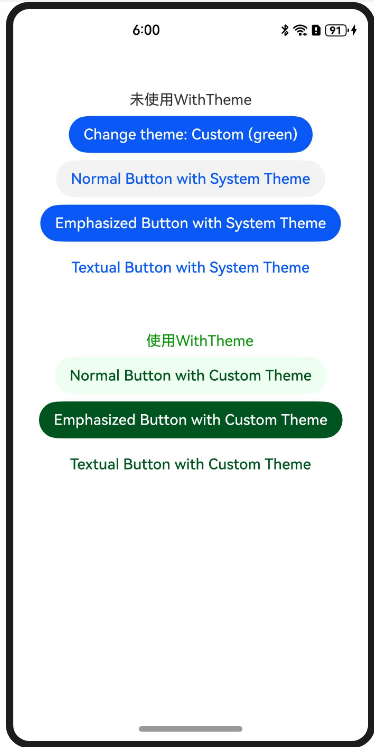 6:00 91
未使用WithTheme
Change theme: Custom (green)
Normal Button with System Theme
Emphasized Button with System Theme
Textual Button with System Theme
使用WithTheme
Normal Button with Custom Theme
Emphasized Button with Custom Theme
Textual Button with Custom Theme